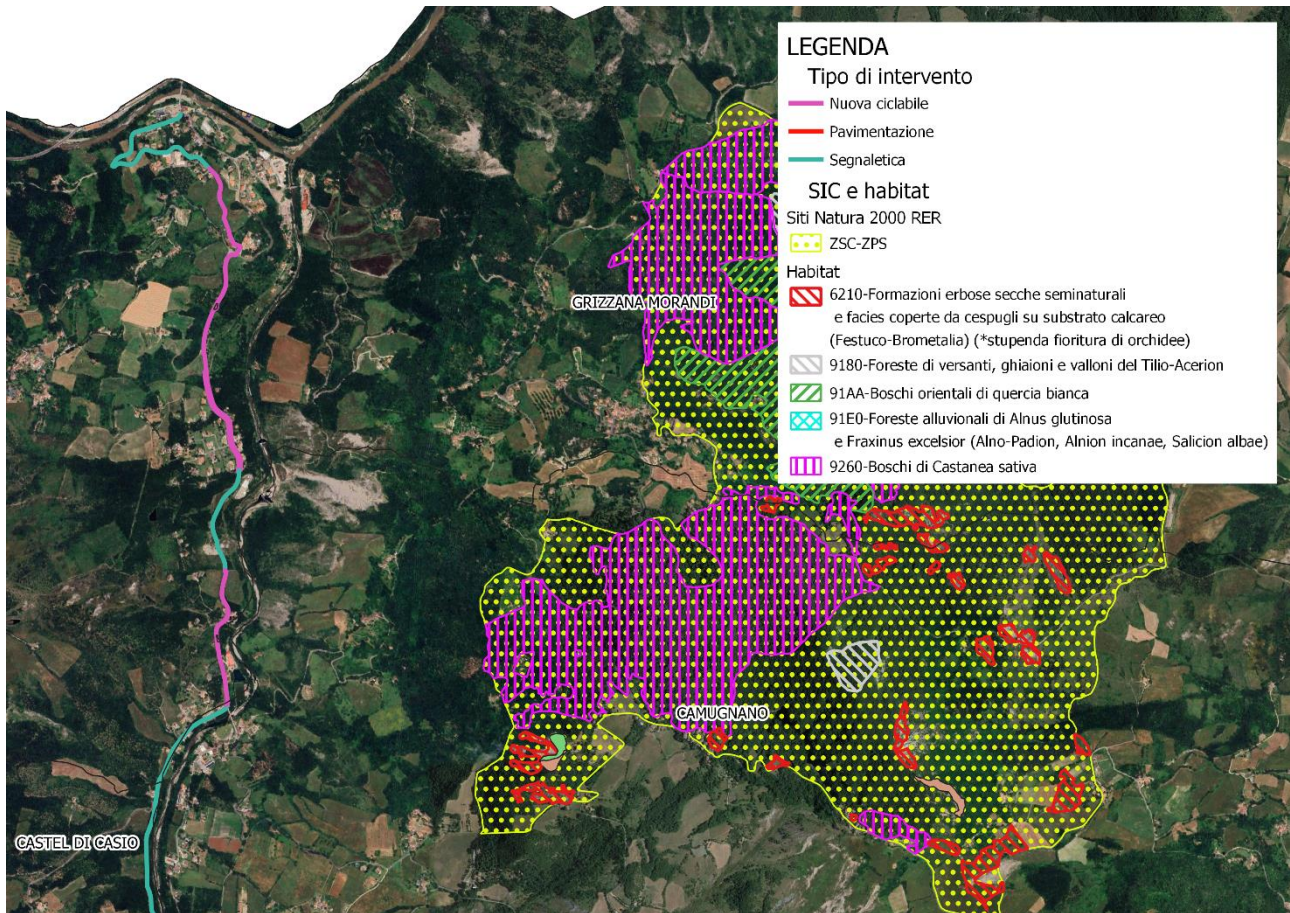 LEGENDA
Tipo di intervento
Nuova ciclabile
Pavimentazione
Segnaletica
SIC e habitat
Siti Natura 2000 RER
ZSC-ZPS
Habitat
6210-Formazioni erbose secche seminaturali
e facies coperte da cespugli su substrato calcareo
(Festuco-Brometalia) (*stupenda fioritura di orchidee)
9180-Foreste di versanti, ghiaioni e valloni del Tilio-Acerion
91AA-Boschi orientali di quercia bianca
91E0-Foreste alluvionali di Alnus glutinosa
e Fraxinus excelsior (Alno-Padion, Alnion incanae, Salicion albae)
9260-Boschi di Castanea sativa
GRIZZANA MORANDI
CAMUGNANO
CASTEL DI CASIO